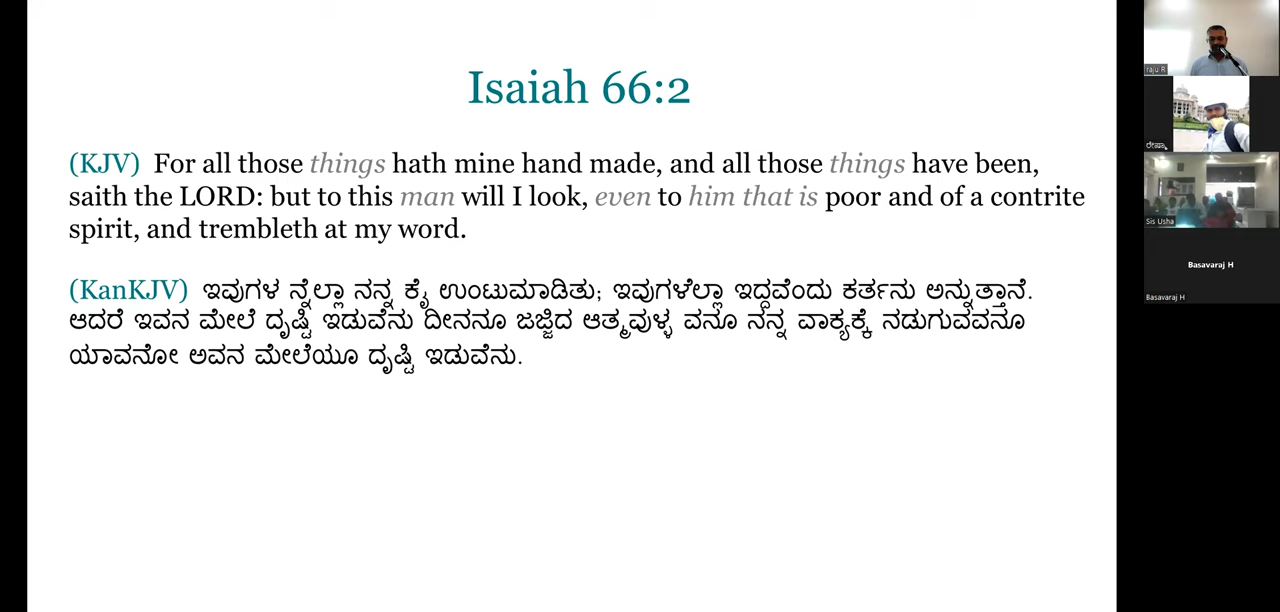 Isaiah 66:2
(KJV) For all those things hath mine hand made, and all those things have been,
saith the LORD: but to this man will I look, even to him that is poor and of a contrite
spirit, and trembleth at my word.
(KanKJV) ಇವುಗಳ ನ್ನೆಲ್ಲಾ ನನ್ನ ಕೈ ಉಂಟುಮಾಡಿತು; ಇವುಗಳೆಲ್ಲಾ ಇದ್ದವೆಂದು ಕರ್ತನು ಅನ್ನುತ್ತಾನೆ.
ಆದರೆ ಇವನ ಮೇಲೆ ದೃಷ್ಟಿ ಇಡುವೆನು ದೀನನೂ ಜಜ್ಜಿದ ಆತ್ಮವುಳ್ಳ ವನೂ ನನ್ನ ವಾಕ್ಯಕ್ಕೆ ನಡುಗುವವನೂ
ಯಾವನೋ ಅವನ ಮೇಲೆಯೂ ದೃಷ್ಟಿ ಇಡುವೆನು.
raju R
Sis Usha
Basavaraj H
Basavaraj H